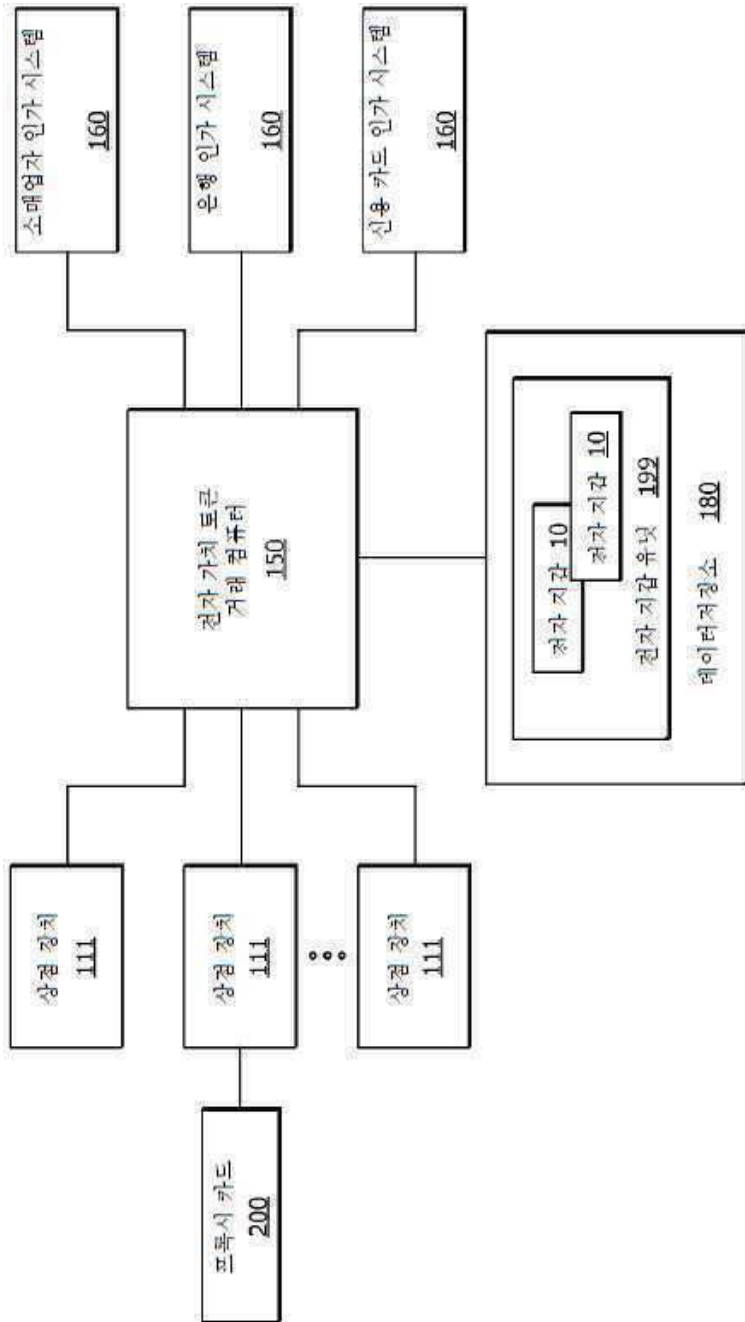 프록시 카드
200
상점 장치
111
상점 장치
111
상점 장치
111
전자 가치 토큰
거래 컴퓨터
150
소매업자 인가 시스템
160
은행 인가 시스템
160
신용 카드 인가 시스템
160
전자 지갑 10
전자 지갑 10
전자 지갑 유닛 199
데이터저장소 180